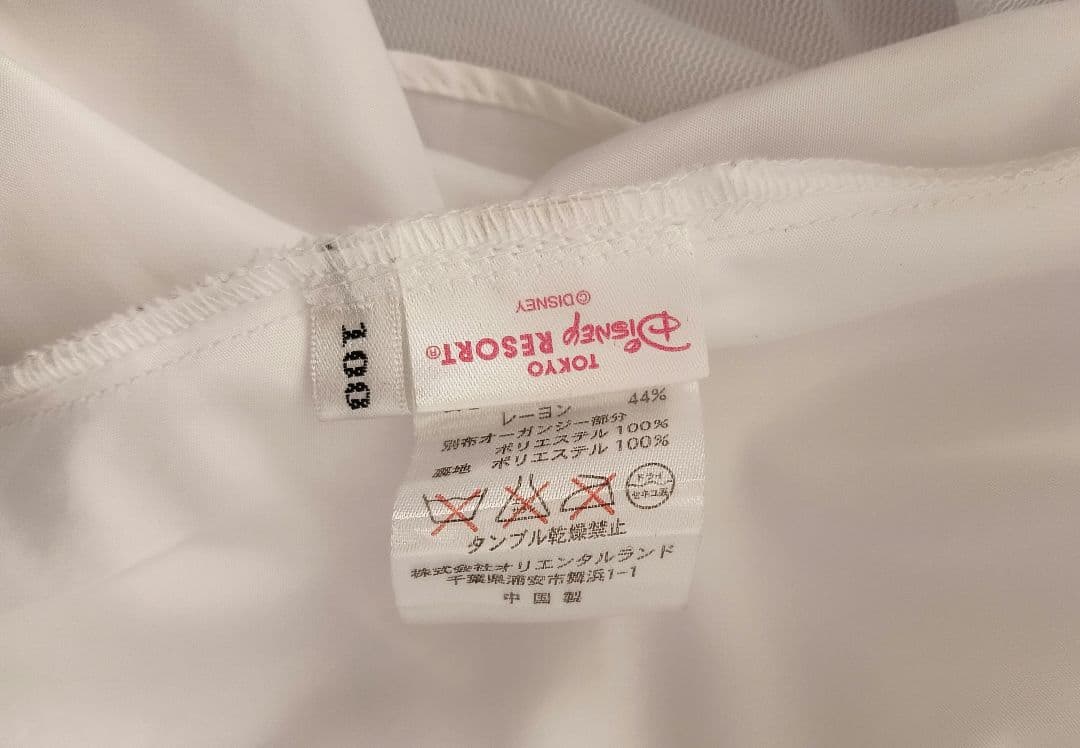 100
TOKYO
Disney RESORT®
©DISNEY
レーヨン 44%
別布オーガンジー部分
ポリエステル 100%
裏地 ポリエステル 100%
ドライ
セキユ系
タンブル乾燥禁止
株式会社オリエンタルランド
千葉県浦安市舞浜1-1
中国製